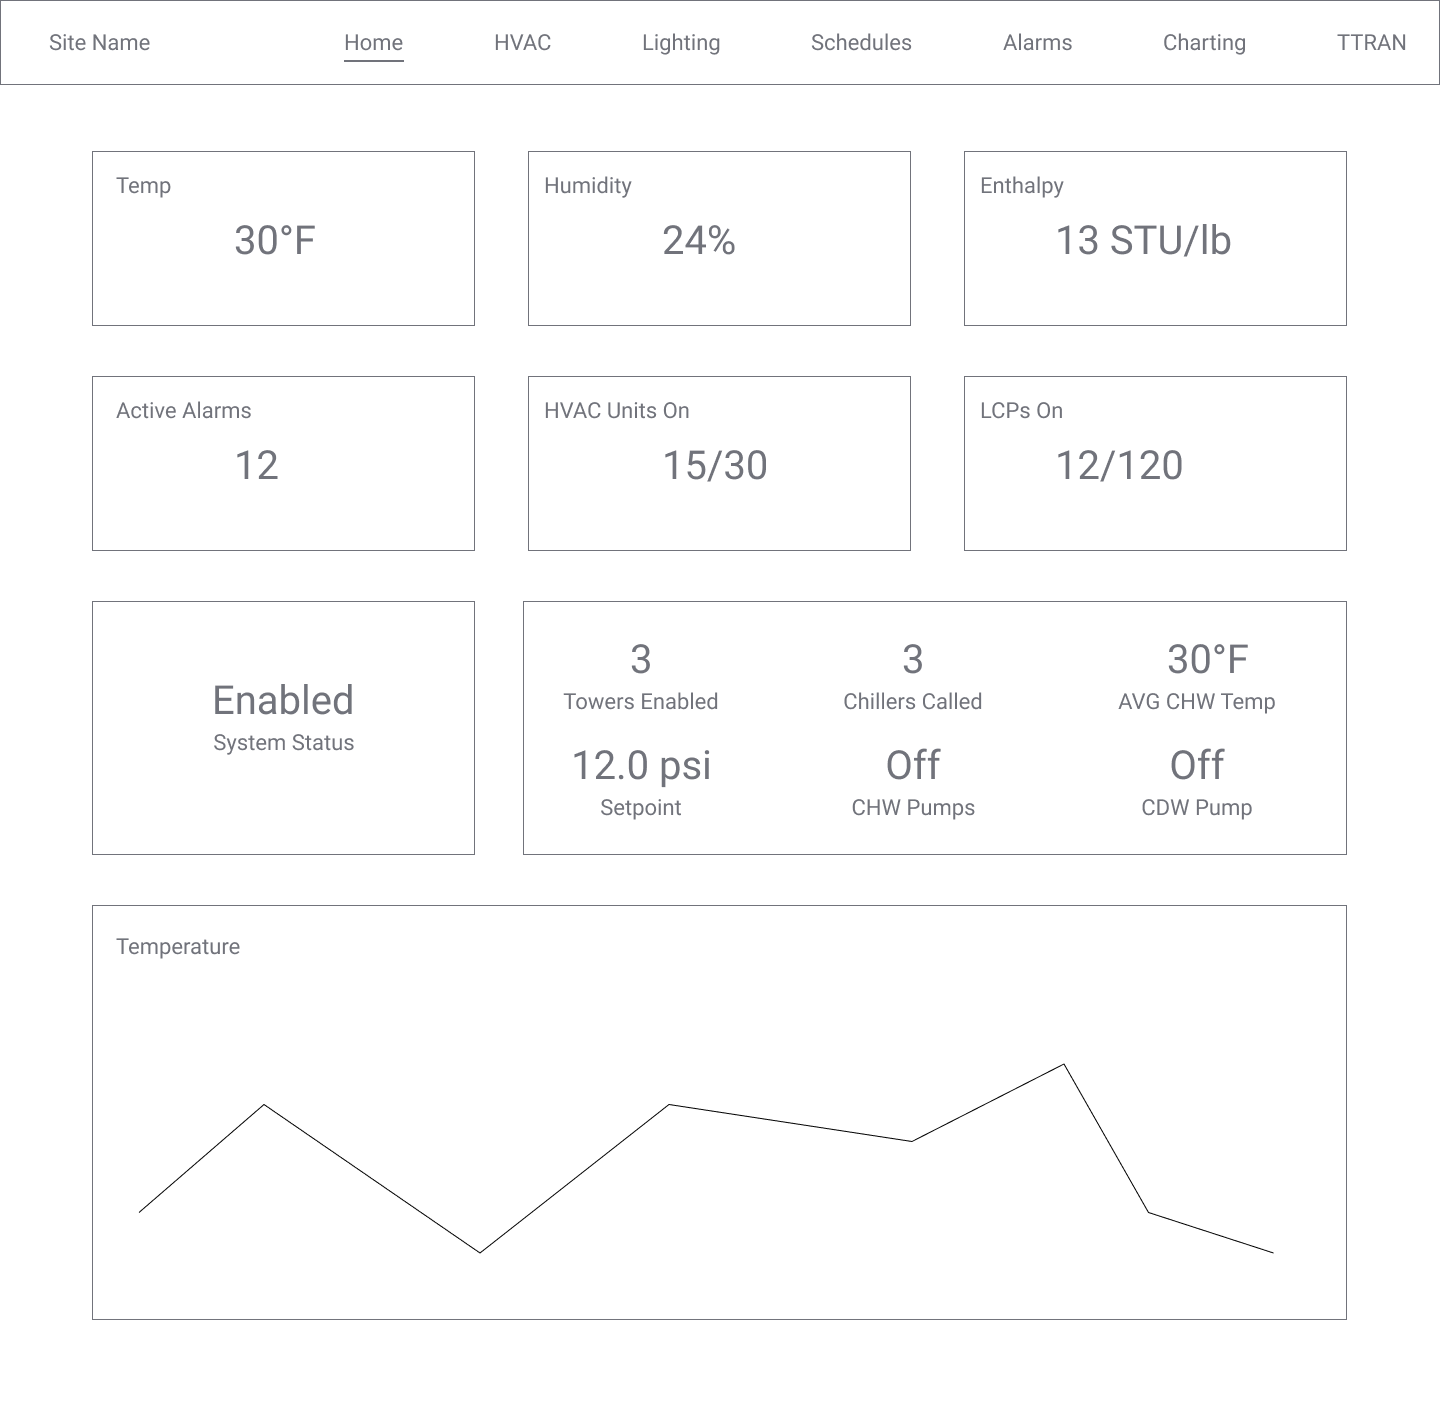 Site Name Home HVAC Lighting Schedules Alarms Charting TTRAN
Temp
30°F
Humidity
24%
Enthalpy
13 STU/lb
Active Alarms
12
HVAC Units On
15/30
LCPs On
12/120
Enabled
System Status
3
Towers Enabled
3
Chillers Called
30°F
AVG CHW Temp
12.0 psi
Setpoint
Off
CHW Pumps
Off
CDW Pump
Temperature